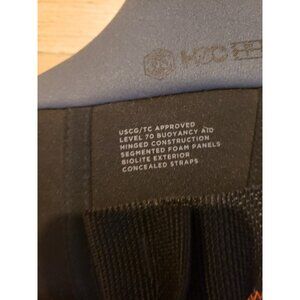 USCG/TC APPROVED
LEVEL 70 BUOYANCY AID
HINGED CONSTRUCTION
SEGMENTED FOAM PANELS
BIOLITE EXTERIOR
CONCEALED STRAPS